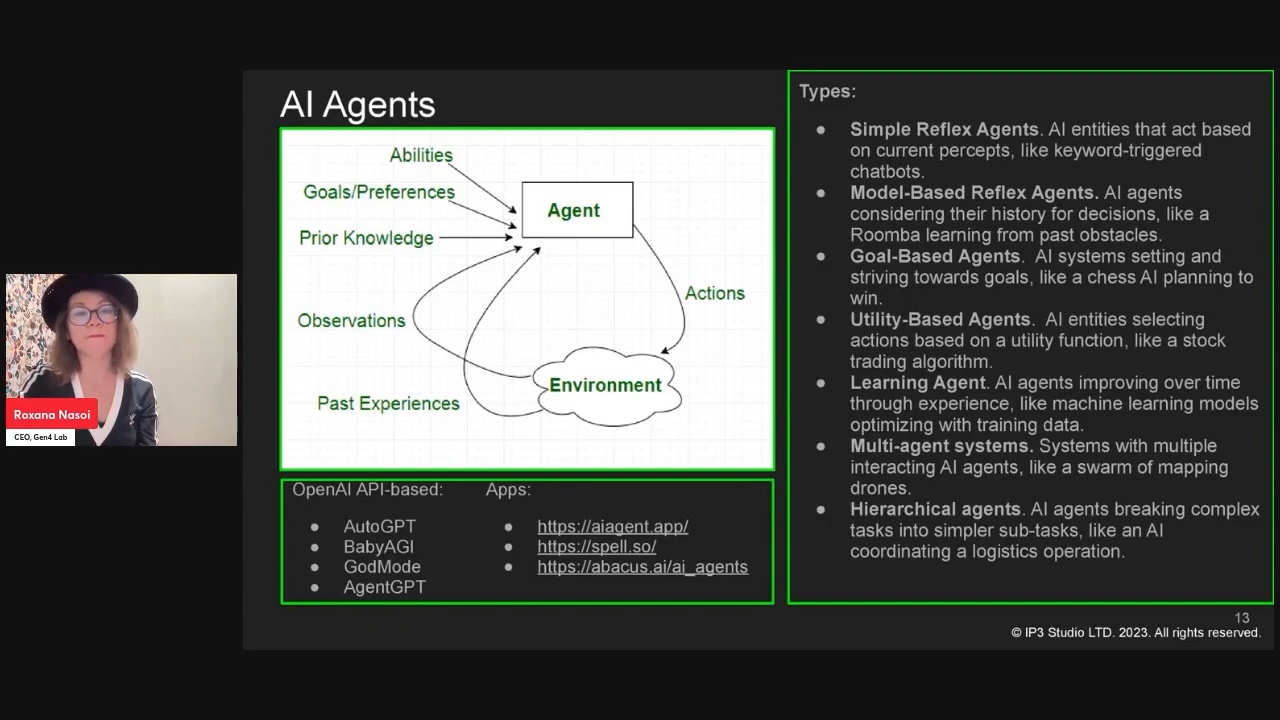 AI Agents
Abilities
Goals/Preferences
Prior Knowledge
Agent
Actions
Observations
Environment
Past Experiences
OpenAI API-based:
AutoGPT
BabyAGI
GodMode
AgentGPT
Apps:
https://aiagent.app/
https://spell.so/
https://abacus.ai/ai_agents
Types:
Simple Reflex Agents. AI entities that act based
on current percepts, like keyword-triggered
chatbots.
Model-Based Reflex Agents. AI agents
considering their history for decisions, like a
Roomba learning from past obstacles.
Goal-Based Agents.  AI systems setting and
striving towards goals, like a chess AI planning to
win.
Utility-Based Agents.  AI entities selecting
actions based on a utility function, like a stock
trading algorithm.
Learning Agent. AI agents improving over time
through experience, like machine learning models
optimizing with training data.
Multi-agent systems. Systems with multiple
interacting AI agents, like a swarm of mapping
drones.
Hierarchical agents. AI agents breaking complex
tasks into simpler sub-tasks, like an AI
coordinating a logistics operation.
13
© IP3 Studio LTD. 2023. All rights reserved.
Roxana Nasoi
CEO, Gen4 Lab